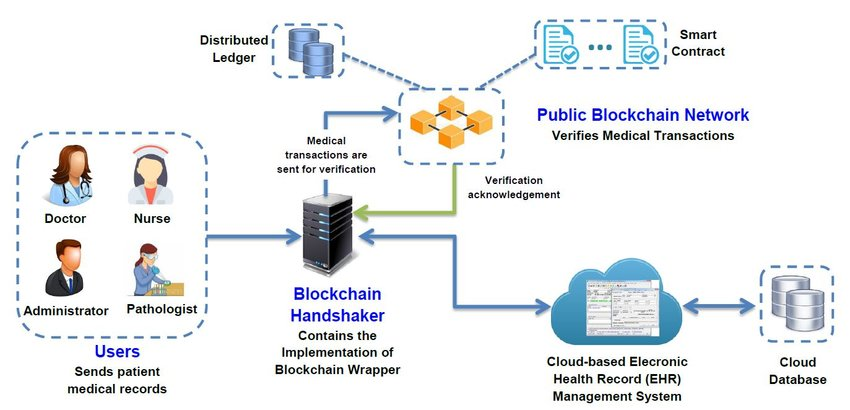 Distributed
Ledger
Smart
Contract
Public Blockchain Network
Verifies Medical Transactions
Medical
transactions are
sent for verification
Verification
acknowledgement
Doctor
Nurse
Administrator
Pathologist
Users
Sends patient
medical records
Blockchain
Handshaker
Contains the
Implementation of
Blockchain Wrapper
Cloud-based Elecronic
Health Record (EHR)
Management System
Cloud
Database